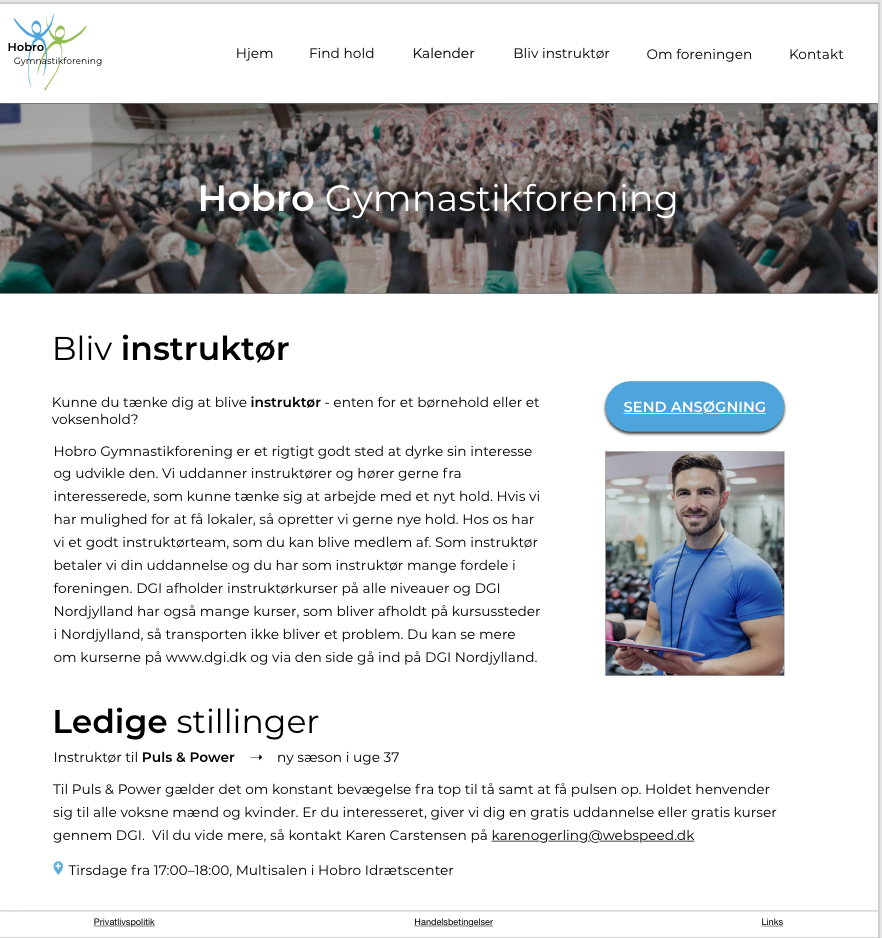 Hobro
Gymnastikforening
Hjem Find hold Kalender Bliv instruktør Om foreningen Kontakt
Hobro Gymnastikforening
Bliv instruktør
Kunne du tænke dig at blive instruktør - enten for et børnehold eller et
voksenhold?
SEND ANSØGNING
Hobro Gymnastikforening er et rigtigt godt sted at dyrke sin interesse
og udvikle den. Vi uddanner instruktører og hører gerne fra
interesserede, som kunne tænke sig at arbejde med et nyt hold. Hvis vi
har mulighed for at få lokaler, så opretter vi gerne nye hold. Hos os har
vi et godt instruktørteam, som du kan blive medlem af. Som instruktør
betaler vi din uddannelse og du har som instruktør mange fordele i
foreningen. DGI afholder instruktørkurser på alle niveauer og DGI
Nordjylland har også mange kurser, som bliver afholdt på kursussteder
i Nordjylland, så transporten ikke bliver et problem. Du kan se mere
om kurserne på www.dgi.dk og via den side gå ind på DGI Nordjylland.
Ledige stillinger
Instruktør til Puls & Power → ny sæson i uge 37
Til Puls & Power gælder det om konstant bevægelse fra top til tå samt at få pulsen op. Holdet henvender
sig til alle voksne mænd og kvinder. Er du interesseret, giver vi dig en gratis uddannelse eller gratis kurser
gennem DGI.  Vil du vide mere, så kontakt Karen Carstensen på karenogerling@webspeed.dk
Tirsdage fra 17:00–18:00, Multisalen i Hobro Idrætscenter
Privatlivspolitik Handelsbetingelser Links